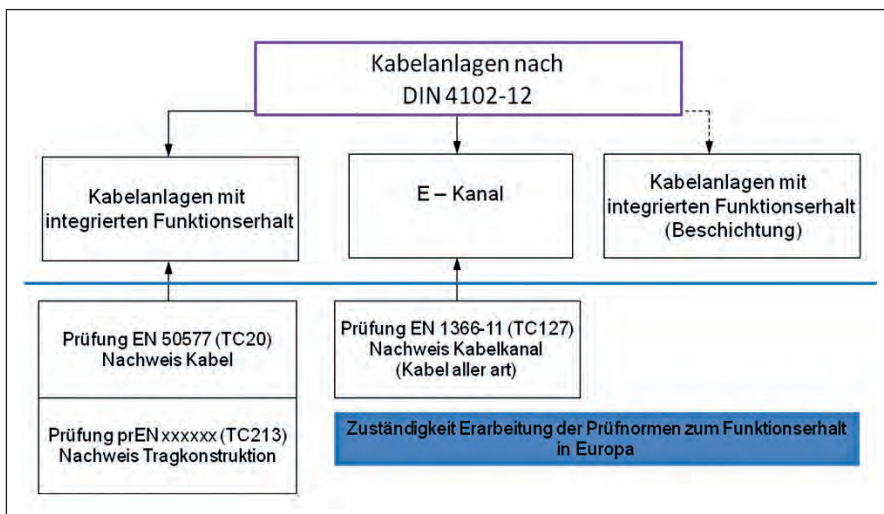 Kabelanlagen nach
DIN 4102-12
Kabelanlagen mit
integrierten Funktionserhalt
E – Kanal
Kabelanlagen mit
integrierten Funktionserhalt
(Beschichtung)
Prüfung EN 50577 (TC20)
Nachweis Kabel
Prüfung EN 1366-11 (TC127)
Nachweis Kabelkanal
(Kabel aller art)
Prüfung prEN xxxxxx (TC213)
Nachweis Tragkonstruktion
Zuständigkeit Erarbeitung der Prüfnormen zum Funktionserhalt
in Europa